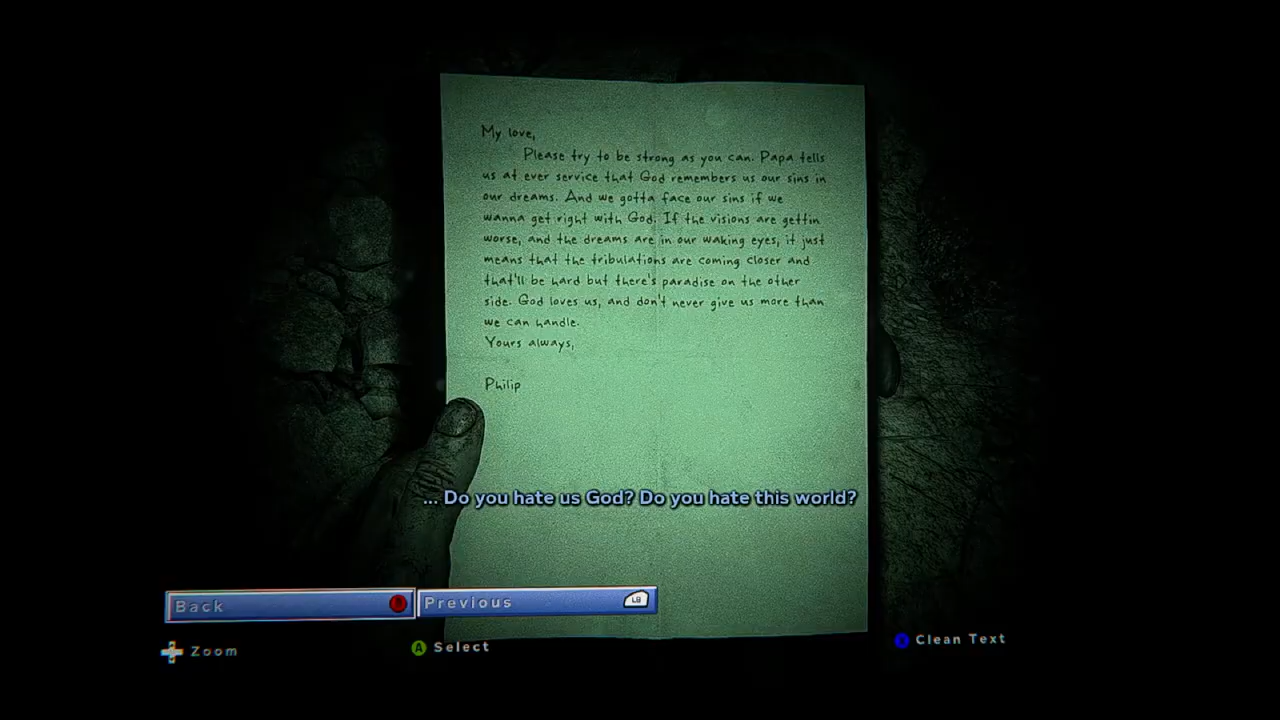 My love,
Please try to be strong as you can. Papa tells
us at ever service that God remembers us our sins in
our dreams. And we gotta face our sins if we
wanna get right with God. If the visions are gettin
worse, and the dreams are in our waking eyes, it just
means that the tribulations are coming closer and
that'll be hard but there's paradise on the other
side. God loves us, and don't never give us more than
we can handle.
Yours always,
Philip
... Do you hate us God? Do you hate this world?
Back
Previous LB
Zoom
A Select
Clean Text